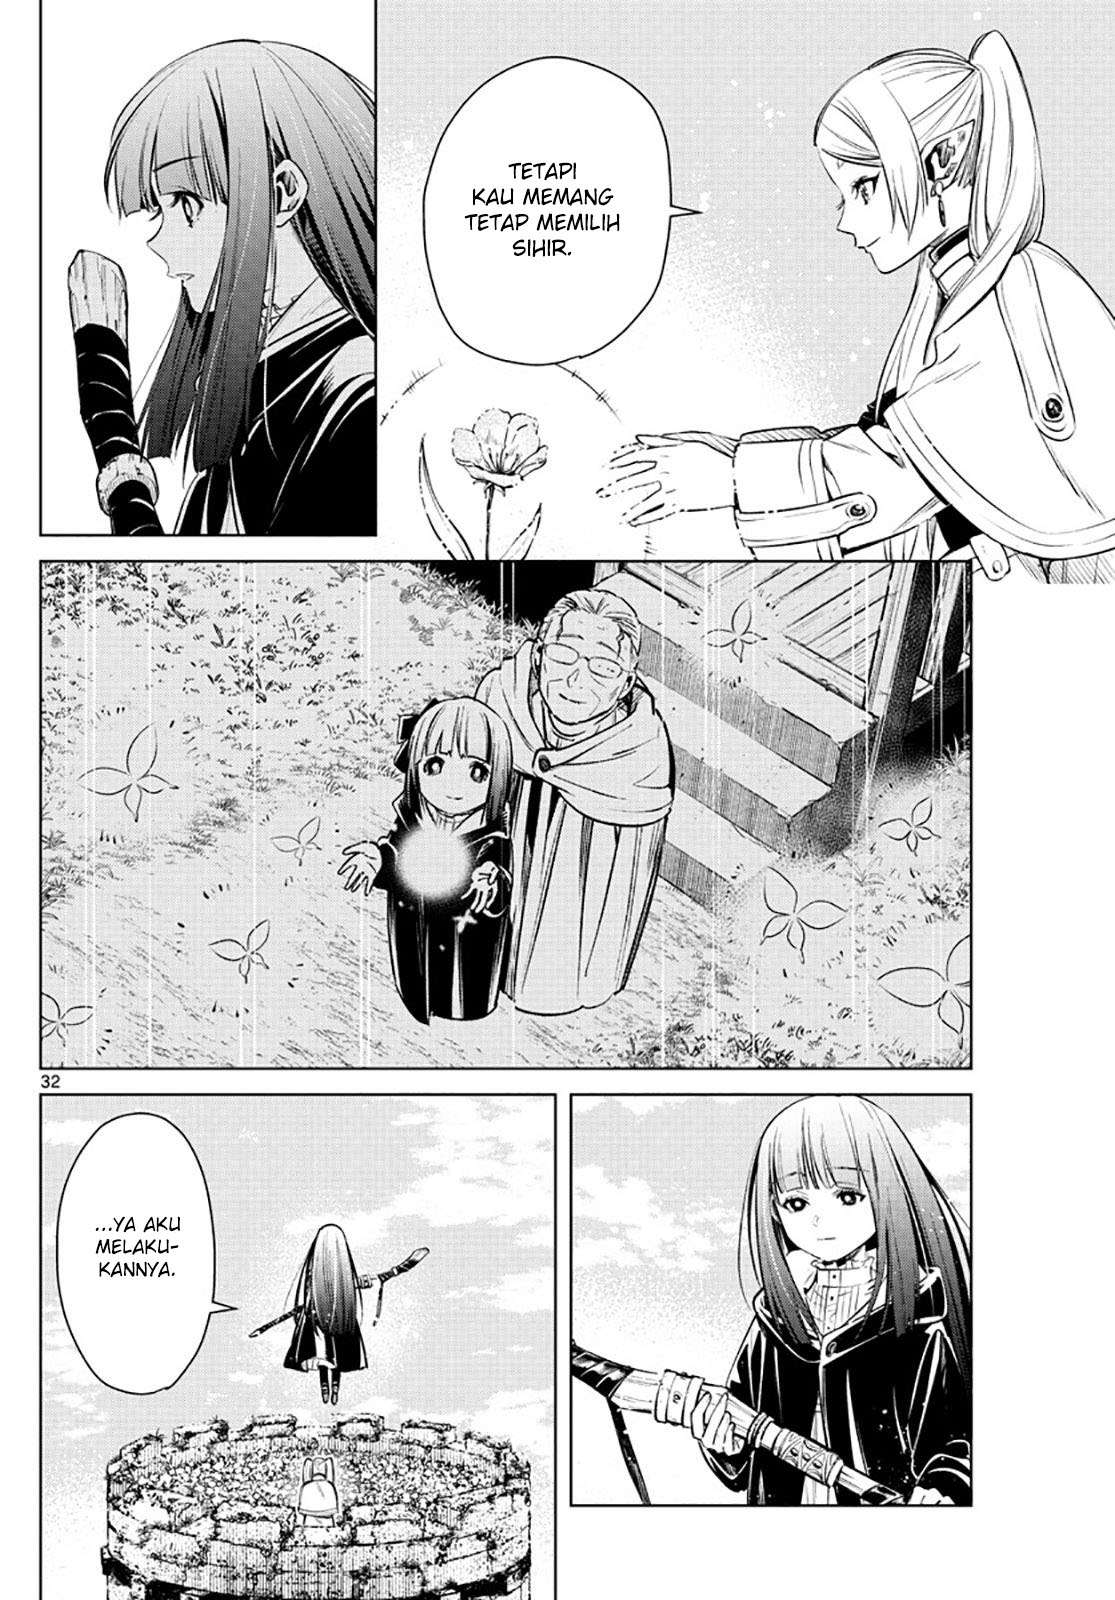 TETAPI
KAU MEMANG
TETAP MEMILIH
SIHIR.
32
...YA AKU
MELAKU-
KANNYA.